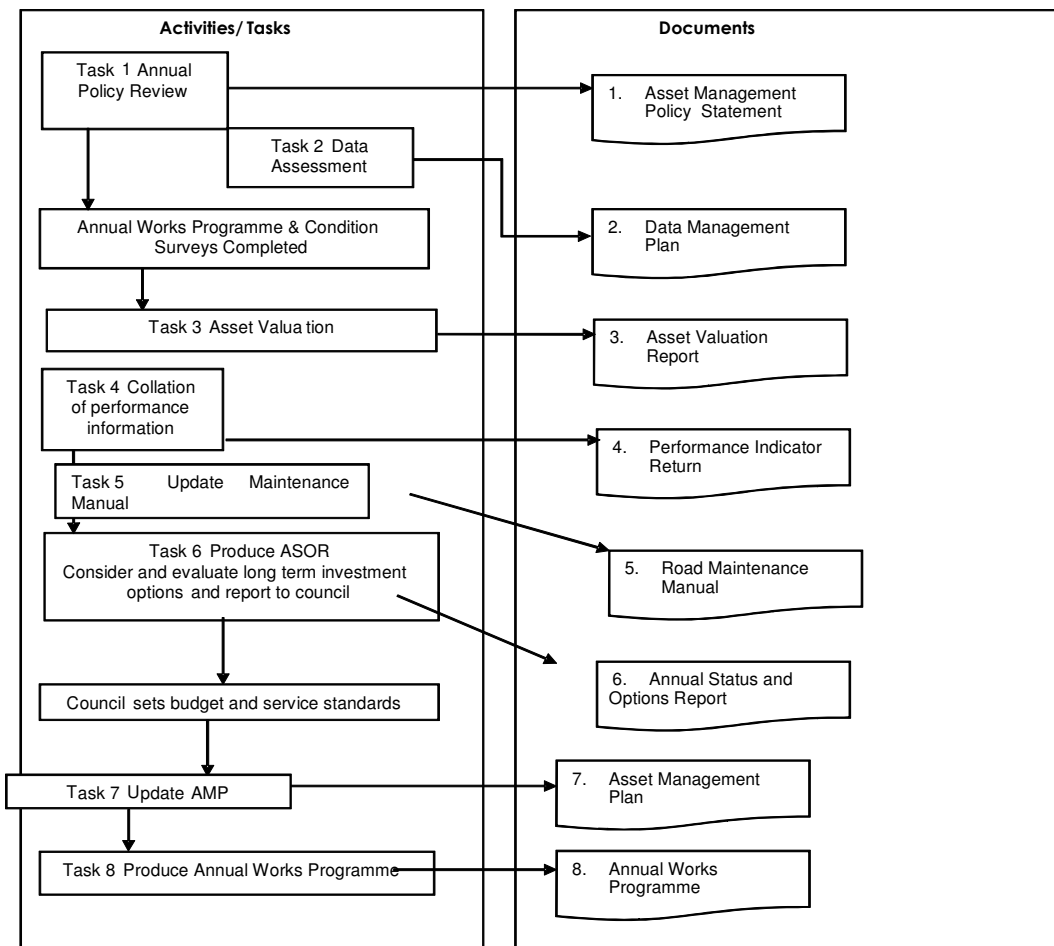 Activities/ Tasks
Documents
Task 1 Annual
Policy Review
1. Asset Management
Policy Statement
Task 2 Data
Assessment
Annual Works Programme & Condition
Surveys Completed
2. Data Management
Plan
Task 3 Asset Valuation
3. Asset Valuation
Report
Task 4 Collation
of performance
information
4. Performance Indicator
Return
Task 5 Update Maintenance
Manual
Task 6 Produce ASOR
Consider and evaluate long term investment
options and report to council
5. Road Maintenance
Manual
6. Annual Status and
Options Report
Council sets budget and service standards
Task 7 Update AMP
7. Asset Management
Plan
Task 8 Produce Annual Works Programme
8. Annual Works
Programme